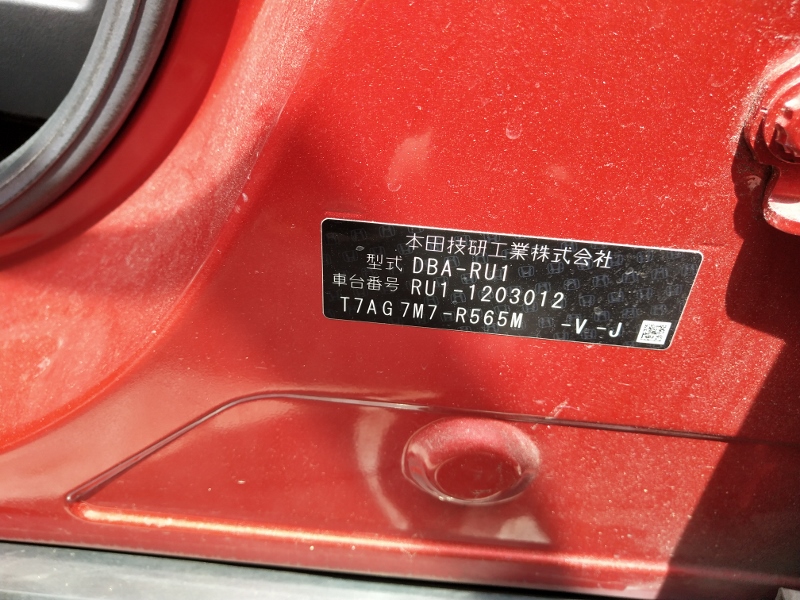 本田技研工業株式会社
型式 DBA-RU1
車台番号 RU1-1203012
T7AG7M7-R565M -V-J